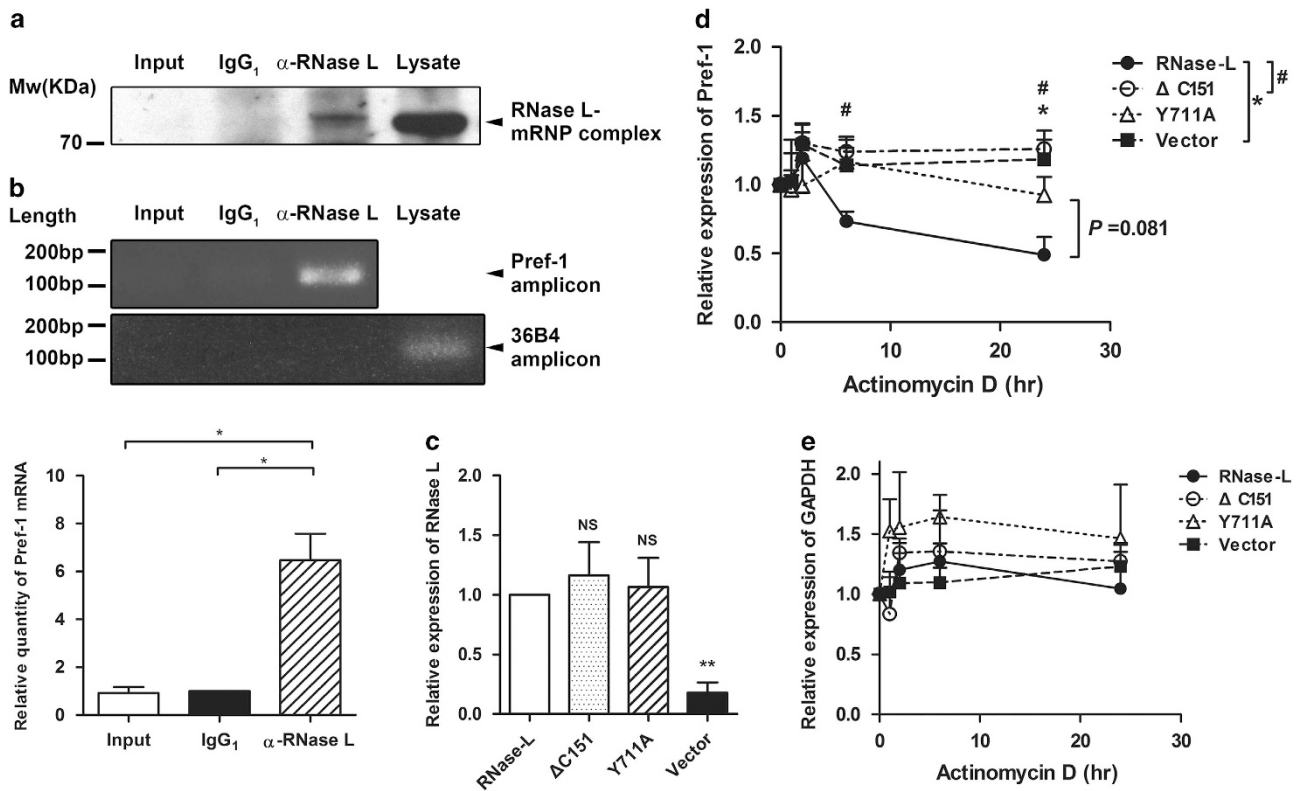 a
Input IgG1 α-RNase L Lysate
Mw(KDa)
70
RNase L-
mRNP complex
b
Length Input IgG1 α-RNase L Lysate
200bp
100bp
Pref-1
amplicon
200bp
100bp
36B4
amplicon
* *
Relative quantity of Pref-1 mRNA
10
8
6
4
2
0
Input IgG1 α-RNase L
c
Relative expression of RNase L
2.0
1.5
1.0
0.5
0.0
NS NS **
RNase-L ΔC151 Y711A Vector
d
Relative expression of Pref-1
2.0
1.5
1.0
0.5
0.0
0 10 20 30
Actinomycin D (hr)
# # *
P =0.081
RNase-L
Δ C151
Y711A
Vector
# *
e
Relative expression of GAPDH
2.0
1.5
1.0
0.5
0.0
0 10 20 30
Actinomycin D (hr)
RNase-L
Δ C151
Y711A
Vector